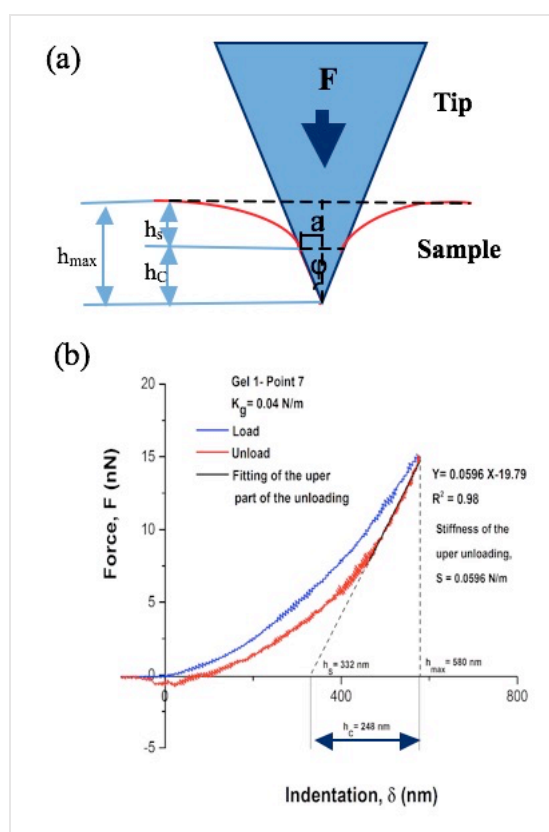 (a)
F
Tip
a
h_s
Sample
h_max
h_C
φ
(b)
20
Gel 1- Point 7
K_g= 0.04 N/m
Load
Unload
Fitting of the uper
part of the unloading
15
Y= 0.0596 X-19.79
R² = 0.98
Stiffness of the
uper unloading,
S = 0.0596 N/m
10
5
0
-5
Force, F (nN)
h_S = 332 nm
h_max = 580 nm
0
400
800
h_C = 248 nm
Indentation, δ (nm)